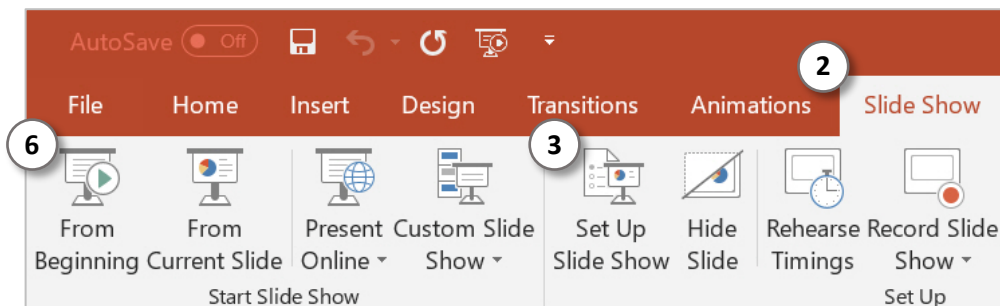 AutoSave Off
2
File Home Insert Design Transitions Animations Slide Show
6 3
From Beginning From Current Slide Present Online Custom Slide Show Set Up Slide Show Hide Slide Rehearse Timings Record Slide Show
Start Slide Show Set Up